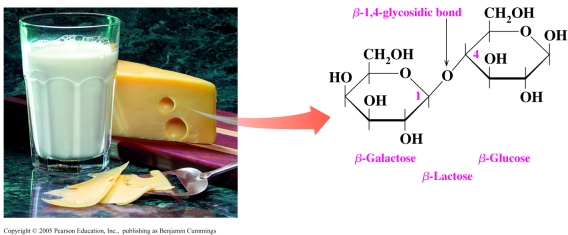 β-1,4-glycosidic bond
CH₂OH
O
OH
CH₂OH
O
4
OH
HO
O
1
OH
OH
OH
β-Galactose
β-Glucose
β-Lactose
Copyright © 2005 Pearson Education, Inc., publishing as Benjamin Cummings